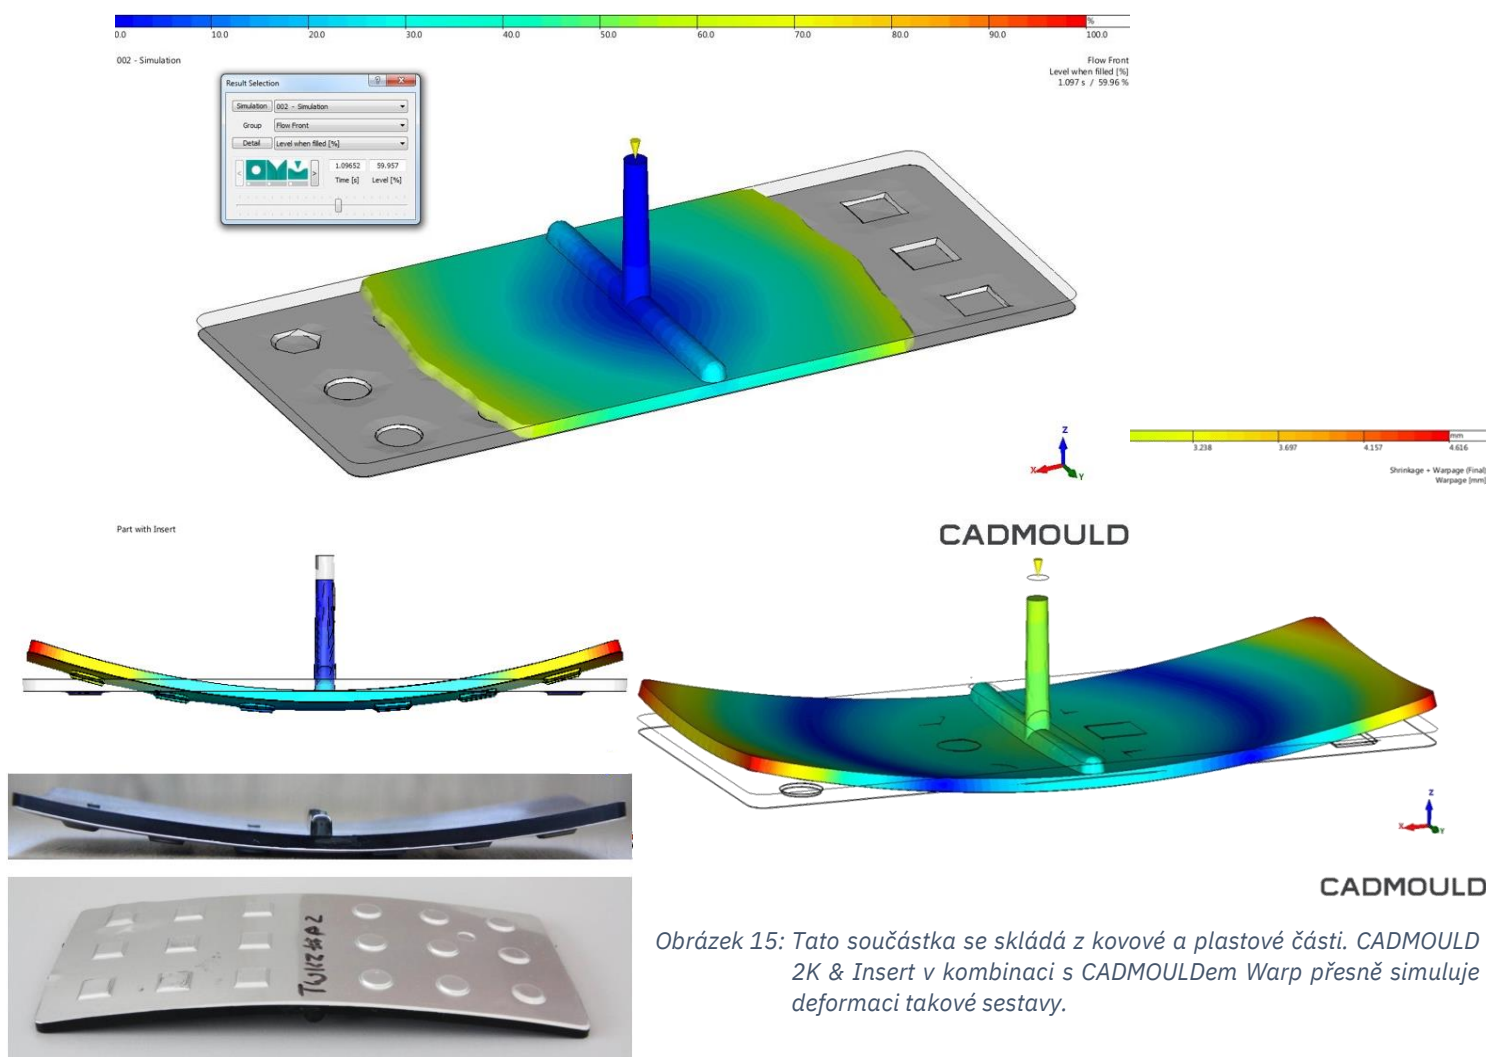 %
0.0 10.0 20.0 30.0 40.0 50.0 60.0 70.0 80.0 90.0 100.0
002 - Simulation
Flow Front
Level when filled [%]
1.097 s / 59.96 %
Result Selection
?
Simulation 002 - Simulation
Group Flow Front
Detail Level when filled [%]
< > 1.09652 59.957
Time [s] Level [%]
Z
X
Y
mm
3.238 3.697 4.157 4.616
Shrinkage + Warpage (Final)
Warpage [mm]
Part with Insert
CADMOULD
Z
X
Y
CADMOULD
Obrázek 15: Tato součástka se skládá z kovové a plastové části. CADMOULD
2K & Insert v kombinaci s CADMOULDem Warp přesně simuluje
deformaci takové sestavy.